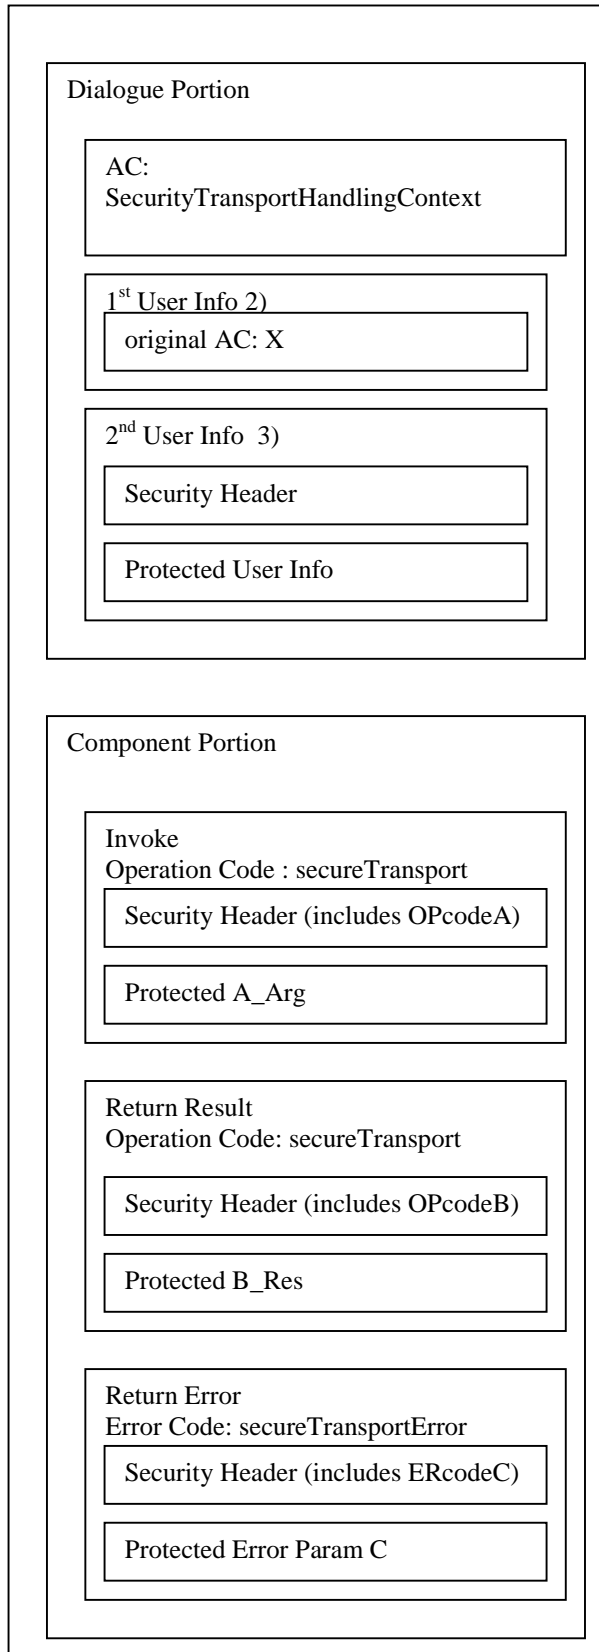 Dialogue Portion
AC:
SecurityTransportHandlingContext
1st User Info 2)
original AC: X
2nd User Info 3)
Security Header
Protected User Info
Component Portion
Invoke
Operation Code : secureTransport
Security Header (includes OPcodeA)
Protected A_Arg
Return Result
Operation Code: secureTransport
Security Header (includes OPcodeB)
Protected B_Res
Return Error
Error Code: secureTransportError
Security Header (includes ERcodeC)
Protected Error Param C